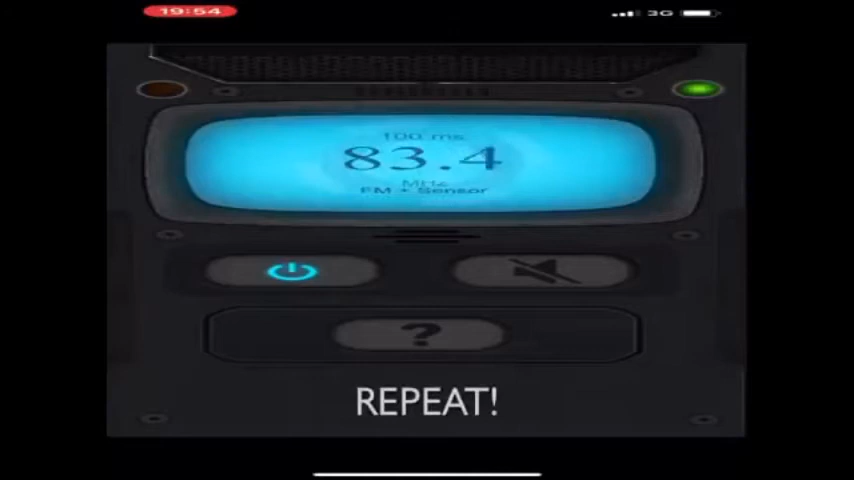 19:54
3G
100 ms
83.4
MHz
FM + Sensor
?
REPEAT!